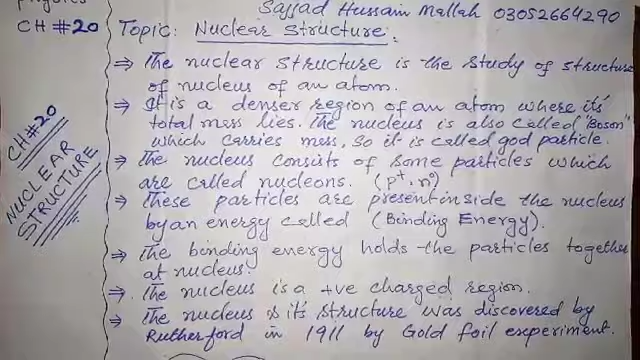 physics
CH #20
Sajjad Hussain Mallah 03052664290
Topic: Nuclear Structure.
⇒ The nuclear structure is the study of structure
of nucleus of an atom.
⇒ It is a denser region of an atom where it's
total mess lies. The nucleus is also called "Boson"
which carries mess, so it is called god particle.
⇒ The nucleus consists of some particles which
are called nucleons. (p+, n°)
⇒ These particles are present inside the nucleus
by an energy called (Binding Energy).
⇒ The binding energy holds the particles together
at nucleus.
⇒ The nucleus is a +ve charged region.
⇒ The nucleus & it's structure was discovered by
Rutherford in 1911 by Gold foil experiment.
CH#20
NUCLEAR
STRUCTURE